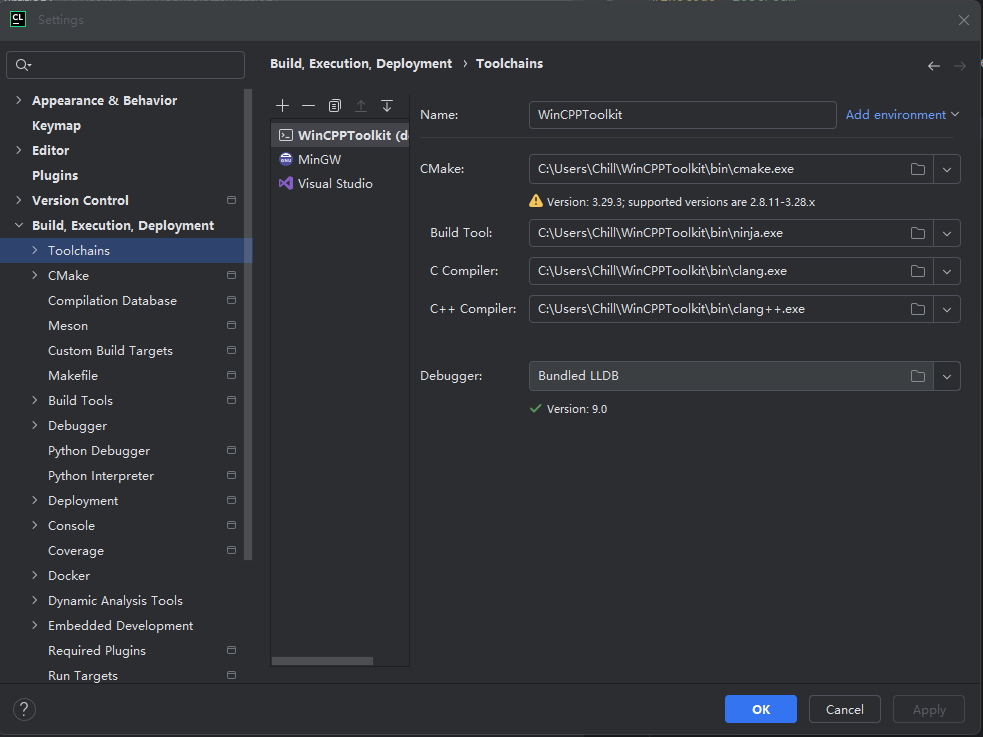 CL Settings
Build, Execution, Deployment › Toolchains
Appearance & Behavior
Keymap
Editor
Plugins
Version Control
Build, Execution, Deployment
Toolchains
CMake
Compilation Database
Meson
Custom Build Targets
Makefile
Build Tools
Debugger
Python Debugger
Python Interpreter
Deployment
Console
Coverage
Docker
Dynamic Analysis Tools
Embedded Development
Required Plugins
Run Targets
WinCPPToolkit (de
MinGW
Visual Studio
Name: WinCPPToolkit Add environment
CMake: C:\Users\Chill\WinCPPToolkit\bin\cmake.exe
Version: 3.29.3; supported versions are 2.8.11-3.28.x
Build Tool: C:\Users\Chill\WinCPPToolkit\bin\ninja.exe
C Compiler: C:\Users\Chill\WinCPPToolkit\bin\clang.exe
C++ Compiler: C:\Users\Chill\WinCPPToolkit\bin\clang++.exe
Debugger: Bundled LLDB
Version: 9.0
? OK Cancel Apply